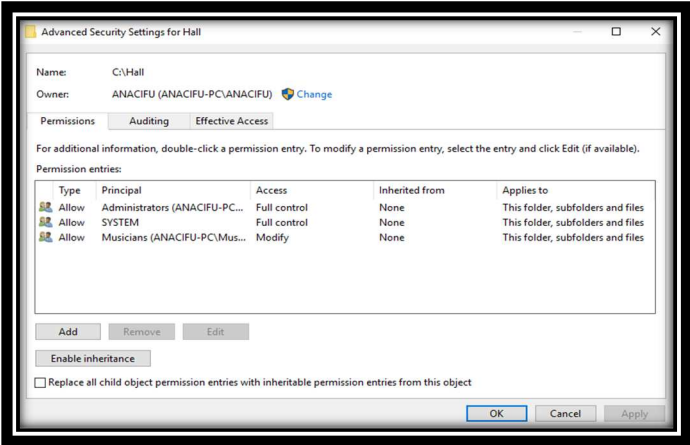 Advanced Security Settings for Hall
Name: C:\Hall
Owner: ANACIFU (ANACIFU-PC\ANACIFU) Change
Permissions Auditing Effective Access
For additional information, double-click a permission entry. To modify a permission entry, select the entry and click Edit (if available).
Permission entries:
Type Principal Access Inherited from Applies to
Allow Administrators (ANACIFU-PC... Full control None This folder, subfolders and files
Allow SYSTEM Full control None This folder, subfolders and files
Allow Musicians (ANACIFU-PC\Mus... Modify None This folder, subfolders and files
Add Remove Edit
Enable inheritance
Replace all child object permission entries with inheritable permission entries from this object
OK Cancel Apply